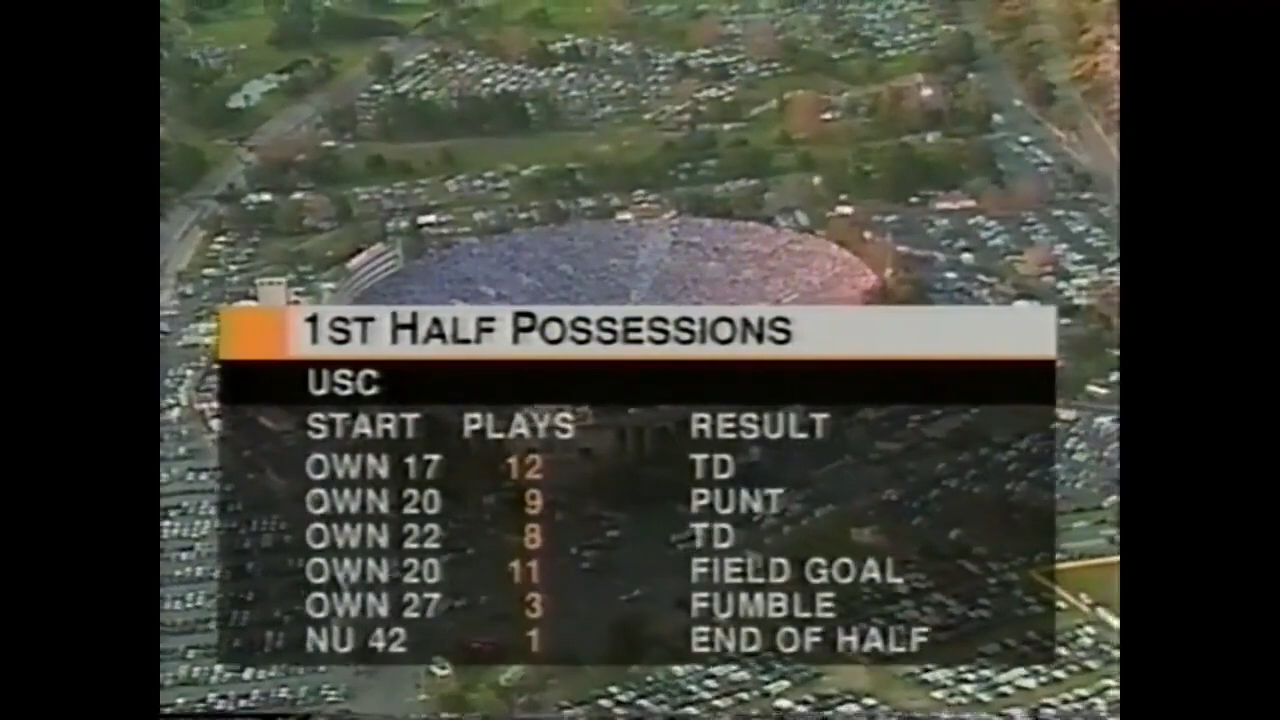 1ST HALF POSSESSIONS
USC
START PLAYS RESULT
OWN 17 12 TD
OWN 20 9 PUNT
OWN 22 8 TD
OWN 20 11 FIELD GOAL
OWN 27 3 FUMBLE
NU 42 1 END OF HALF